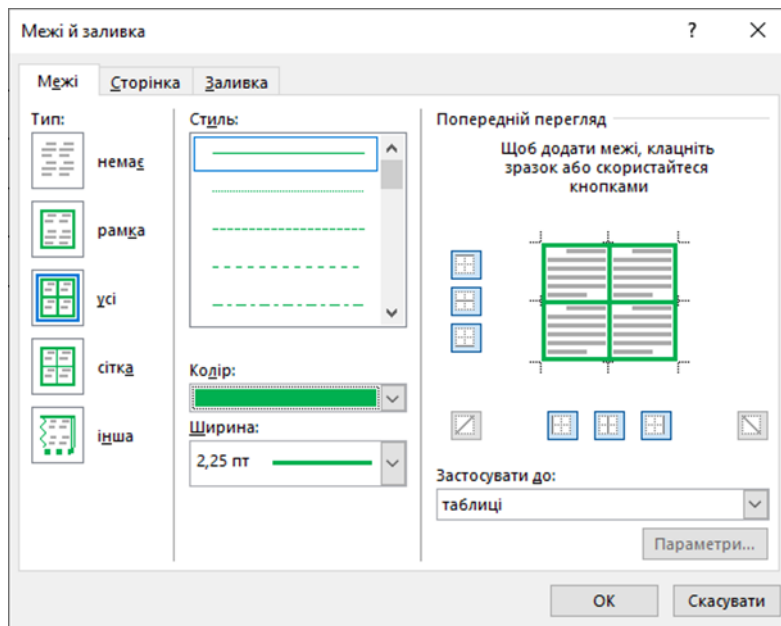 Межі й заливка
?
Межі
Сторінка
Заливка
Тип:
немає
рамка
усі
сітка
інша
Стиль:
Колір:
Ширина:
2,25 пт
Попередній перегляд
Щоб додати межі, клацніть
зразок або скористайтеся
кнопками
Застосувати до:
таблиці
Параметри...
ОК
Скасувати